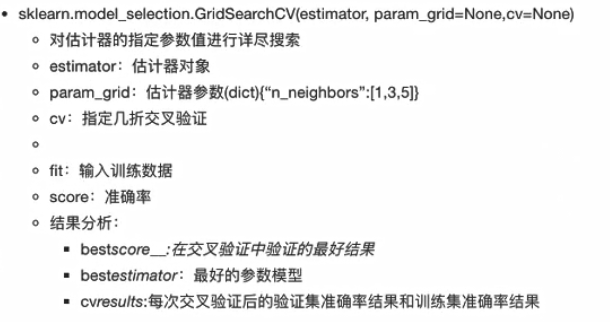 sklearn.model_selection.GridSearchCV(estimator, param_grid=None,cv=None)
对估计器的指定参数值进行详尽搜索
estimator：估计器对象
param_grid：估计器参数(dict){“n_neighbors”:[1,3,5]}
cv：指定几折交叉验证
fit：输入训练数据
score：准确率
结果分析：
bestscore__:在交叉验证中验证的最好结果
bestestimator：最好的参数模型
cvresults:每次交叉验证后的验证集准确率结果和训练集准确率结果